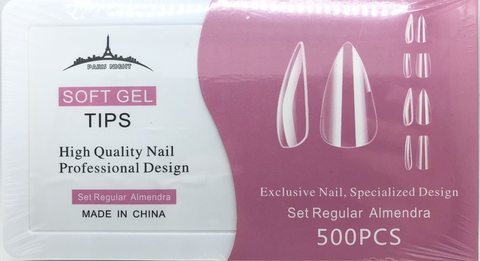 PARIS NIGHT
SOFT GEL
TIPS
High Quality Nail
Professional Design
Set Regular Almendra
MADE IN CHINA
Exclusive Nail, Specialized Design
Set Regular Almendra
500PCS